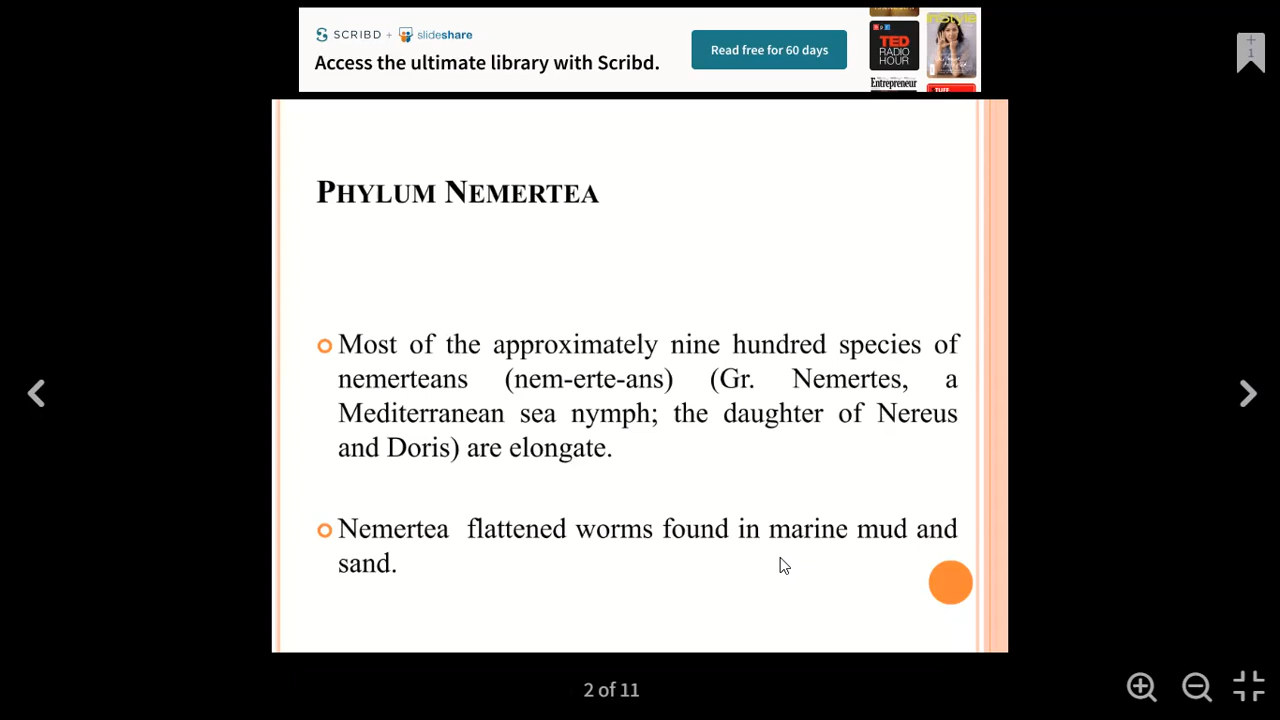 SCRIBD + slideshare
Access the ultimate library with Scribd.
Read free for 60 days
TED
RADIO
HOUR
InStyle
Entrepreneur
+
1
PHYLUM NEMERTEA
Most of the approximately nine hundred species of
nemerteans (nem-erte-ans) (Gr. Nemertes, a
Mediterranean sea nymph; the daughter of Nereus
and Doris) are elongate.
Nemertea flattened worms found in marine mud and
sand.
2 of 11